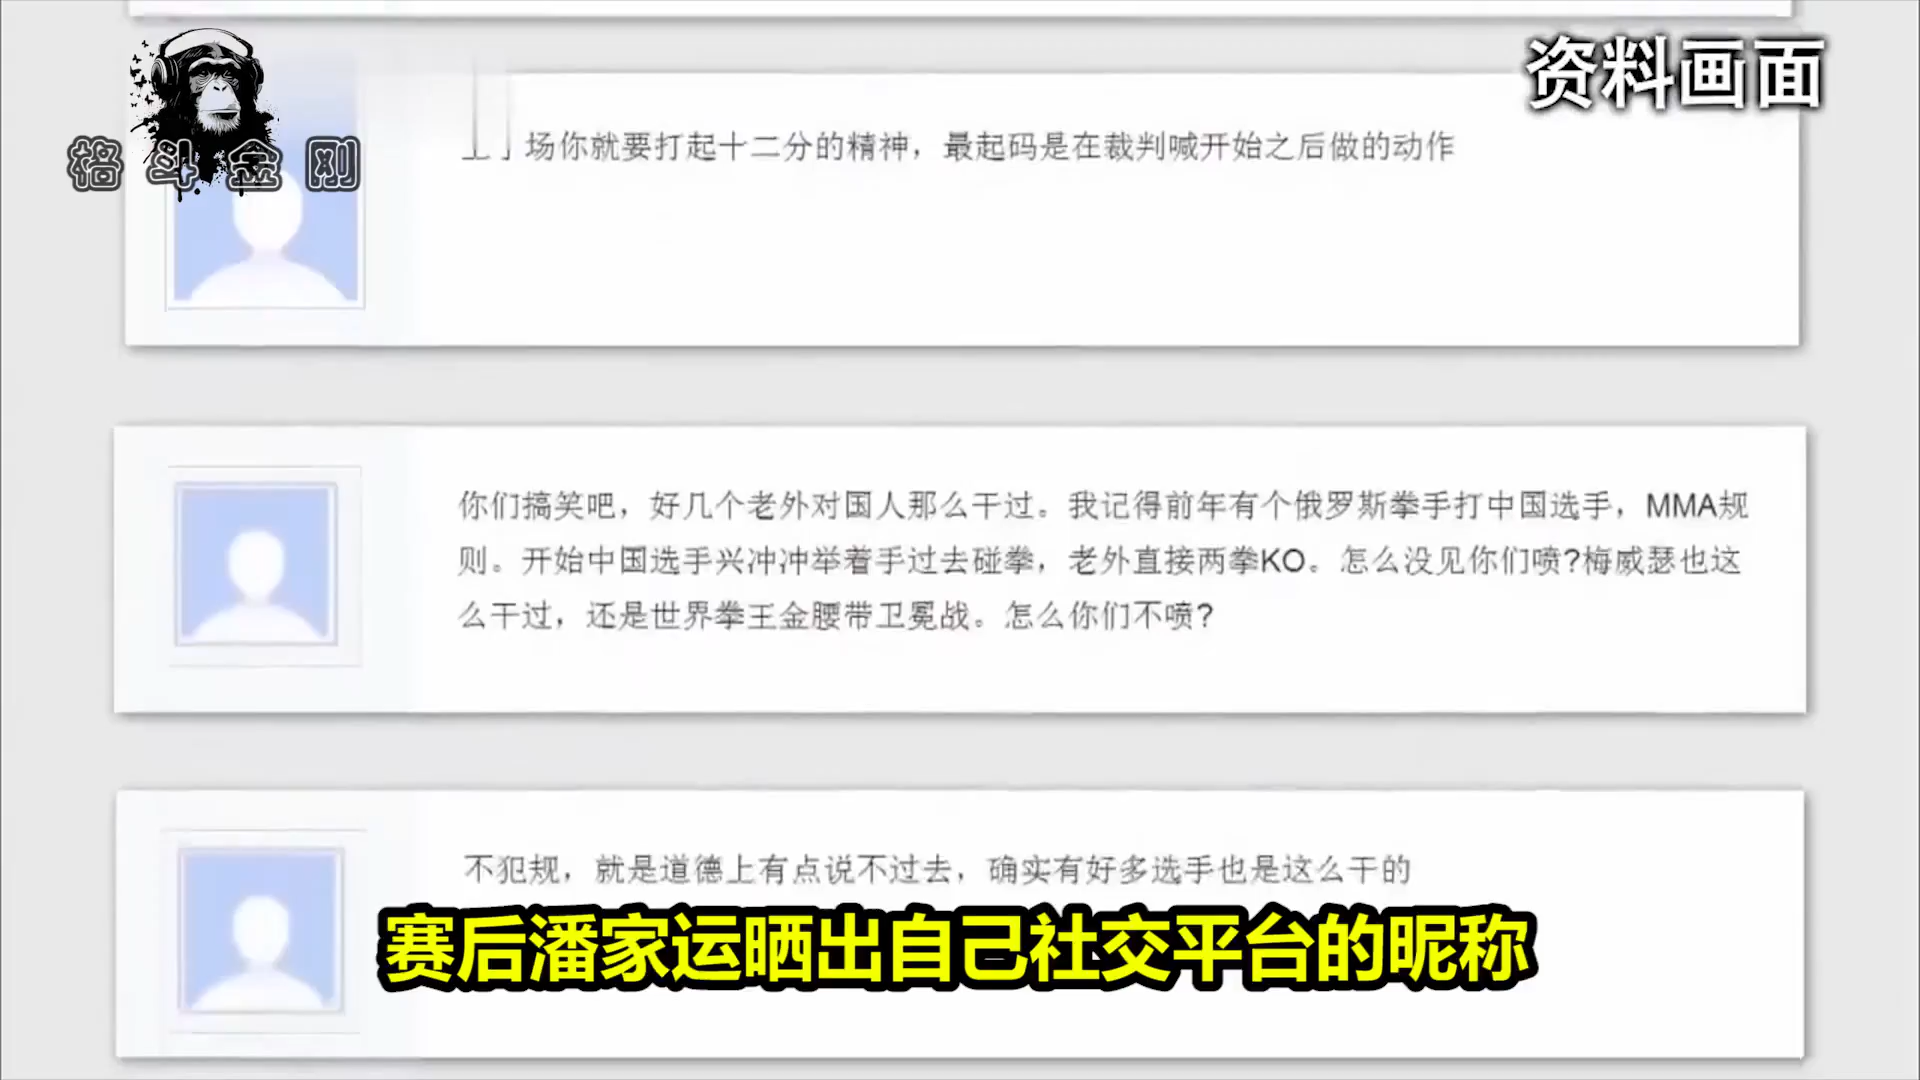 资料画面
格斗金刚
场你就要打起十二分的精神，最起码是在裁判喊开始之后做的动作
你们搞笑吧，好几个老外对国人那么干过。我记得前年有个俄罗斯拳手打中国选手，MMA规
则。开始中国选手兴冲冲举着手过去碰拳，老外直接两拳KO。怎么没见你们喷?梅威瑟也这
么干过，还是世界拳王金腰带卫冕战。怎么你们不喷?
不犯规，就是道德上有点说不过去，确实有好多选手也是这么干的
赛后潘家运晒出自己社交平台的昵称